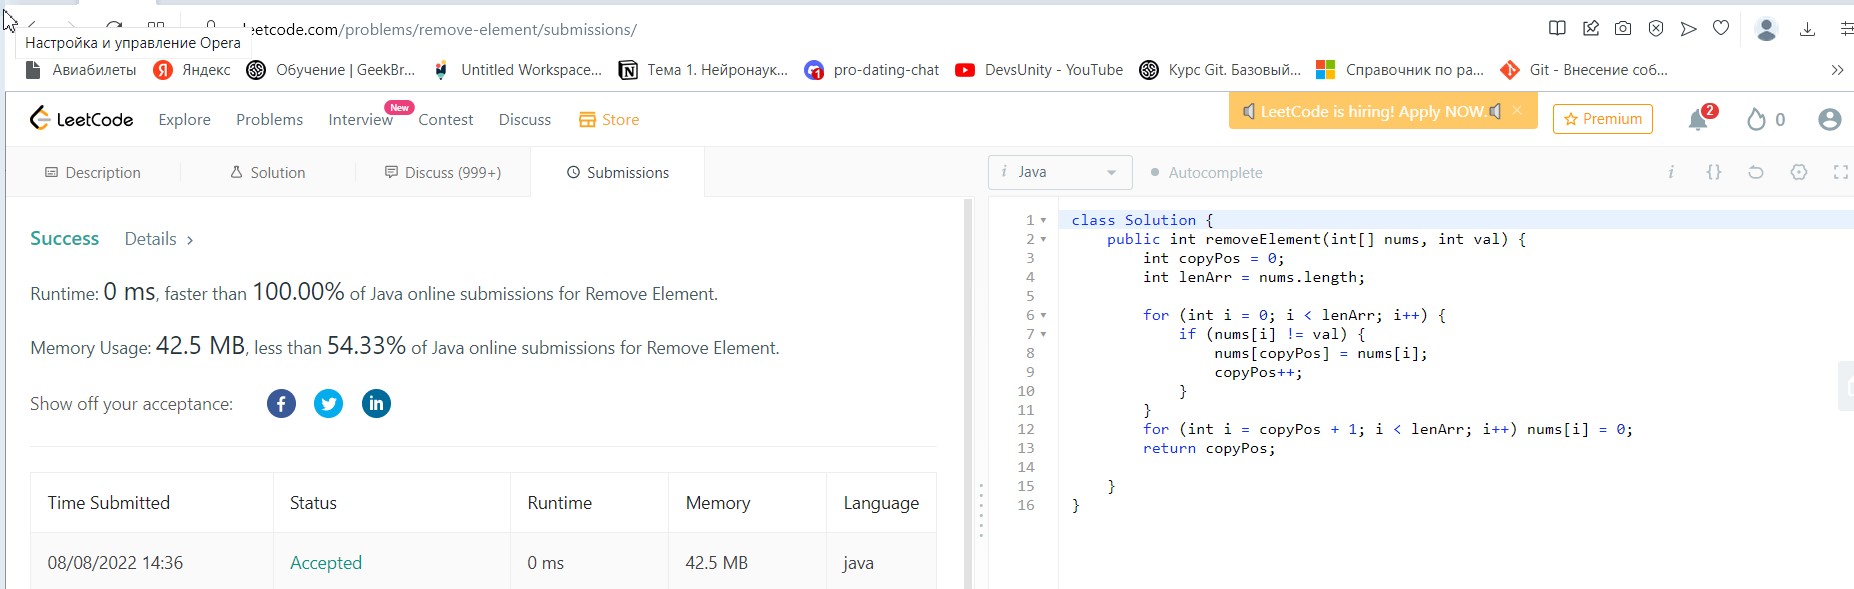 leetcode.com/problems/remove-element/submissions/
Настройка и управление Opera
Авиабилеты Яндекс Обучение | GeekBr... Untitled Workspace... Тема 1. Нейронаук... pro-dating-chat DevsUnity - YouTube Курс Git. Базовый... Справочник по ра... Git - Внесение соб...
LeetCode is hiring! Apply NOW.
LeetCode Explore Problems Interview New Contest Discuss Store Premium 2 0
Description Solution Discuss (999+) Submissions
i Java Autocomplete i {}
Success Details >
Runtime: 0 ms, faster than 100.00% of Java online submissions for Remove Element.
Memory Usage: 42.5 MB, less than 54.33% of Java online submissions for Remove Element.
Show off your acceptance:
Time Submitted Status Runtime Memory Language
08/08/2022 14:36 Accepted 0 ms 42.5 MB java
1 class Solution {
2 public int removeElement(int[] nums, int val) {
3 int copyPos = 0;
4 int lenArr = nums.length;
5
6 for (int i = 0; i < lenArr; i++) {
7 if (nums[i] != val) {
8 nums[copyPos] = nums[i];
9 copyPos++;
10 }
11 }
12 for (int i = copyPos + 1; i < lenArr; i++) nums[i] = 0;
13 return copyPos;
14
15 }
16 }